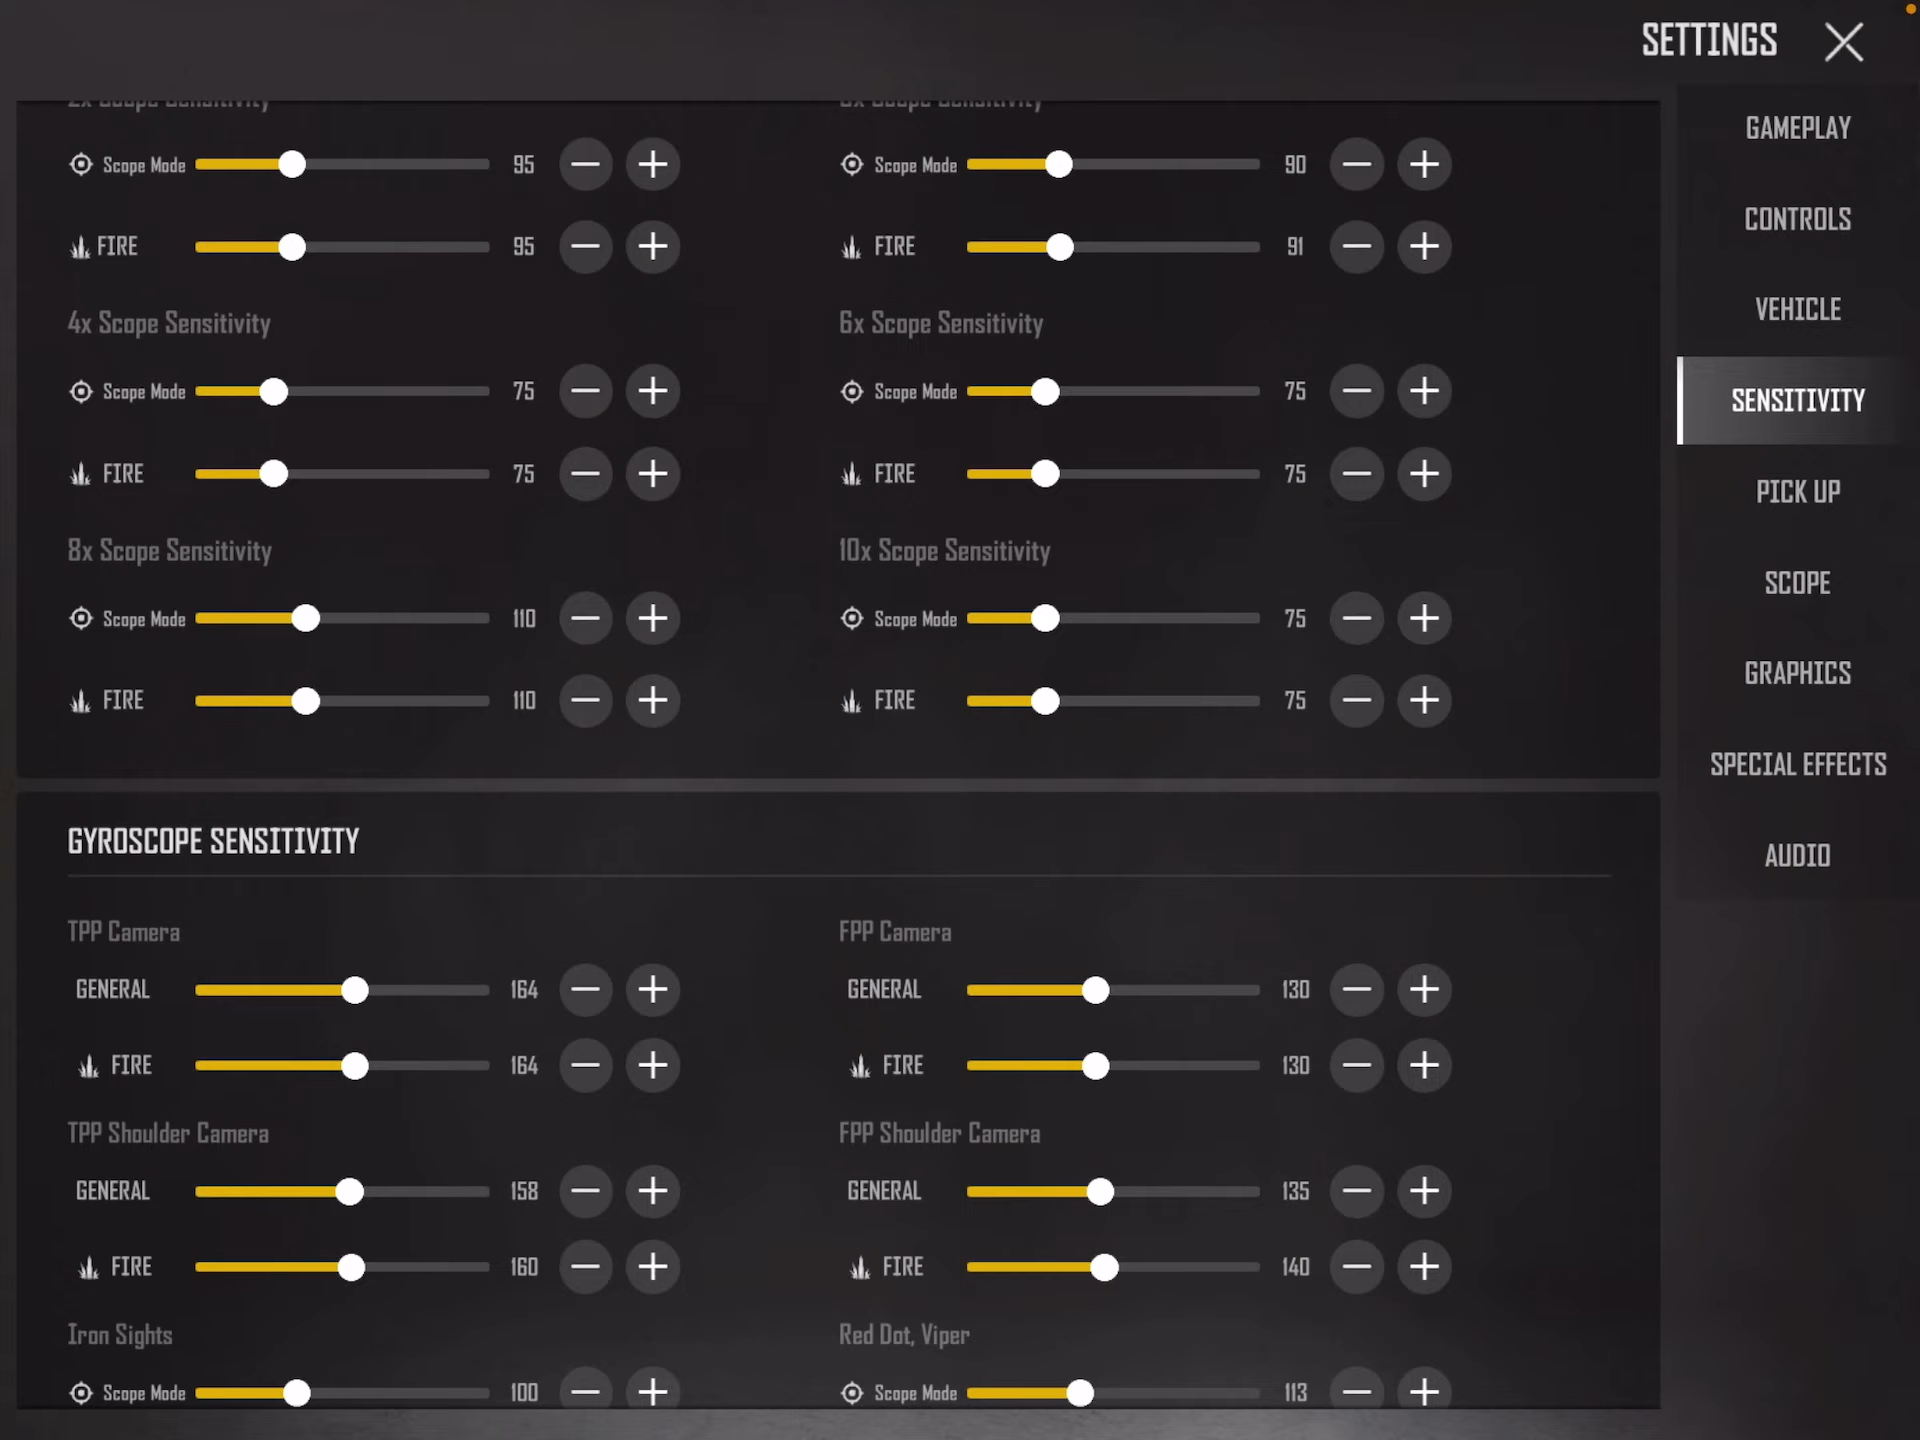 SETTINGS
2x Scope Sensitivity
Scope Mode 95
FIRE 95
Scope Mode 90
FIRE 91
4x Scope Sensitivity
Scope Mode 75
FIRE 75
6x Scope Sensitivity
Scope Mode 75
FIRE 75
8x Scope Sensitivity
Scope Mode 110
FIRE 110
10x Scope Sensitivity
Scope Mode 75
FIRE 75
GYROSCOPE SENSITIVITY
TPP Camera
GENERAL 164
FIRE 164
FPP Camera
GENERAL 130
FIRE 130
TPP Shoulder Camera
GENERAL 158
FIRE 160
FPP Shoulder Camera
GENERAL 135
FIRE 140
Iron Sights
Scope Mode 100
Red Dot, Viper
Scope Mode 113
GAMEPLAY
CONTROLS
VEHICLE
SENSITIVITY
PICK UP
SCOPE
GRAPHICS
SPECIAL EFFECTS
AUDIO